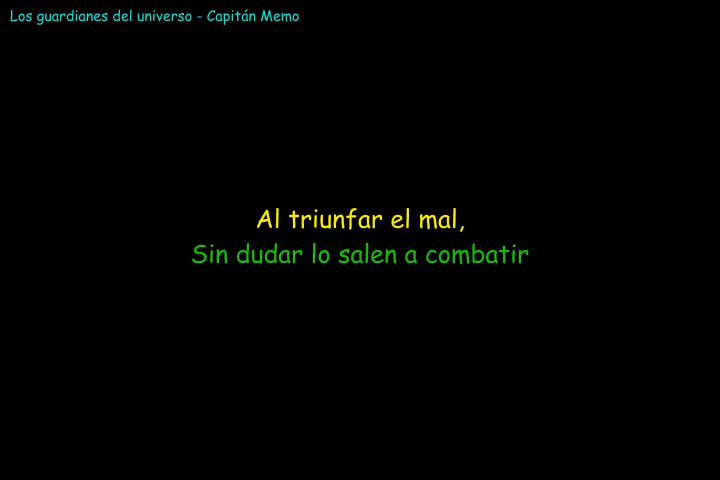 Los guardianes del universo - Capitán Memo
Al triunfar el mal,
Sin dudar lo salen a combatir